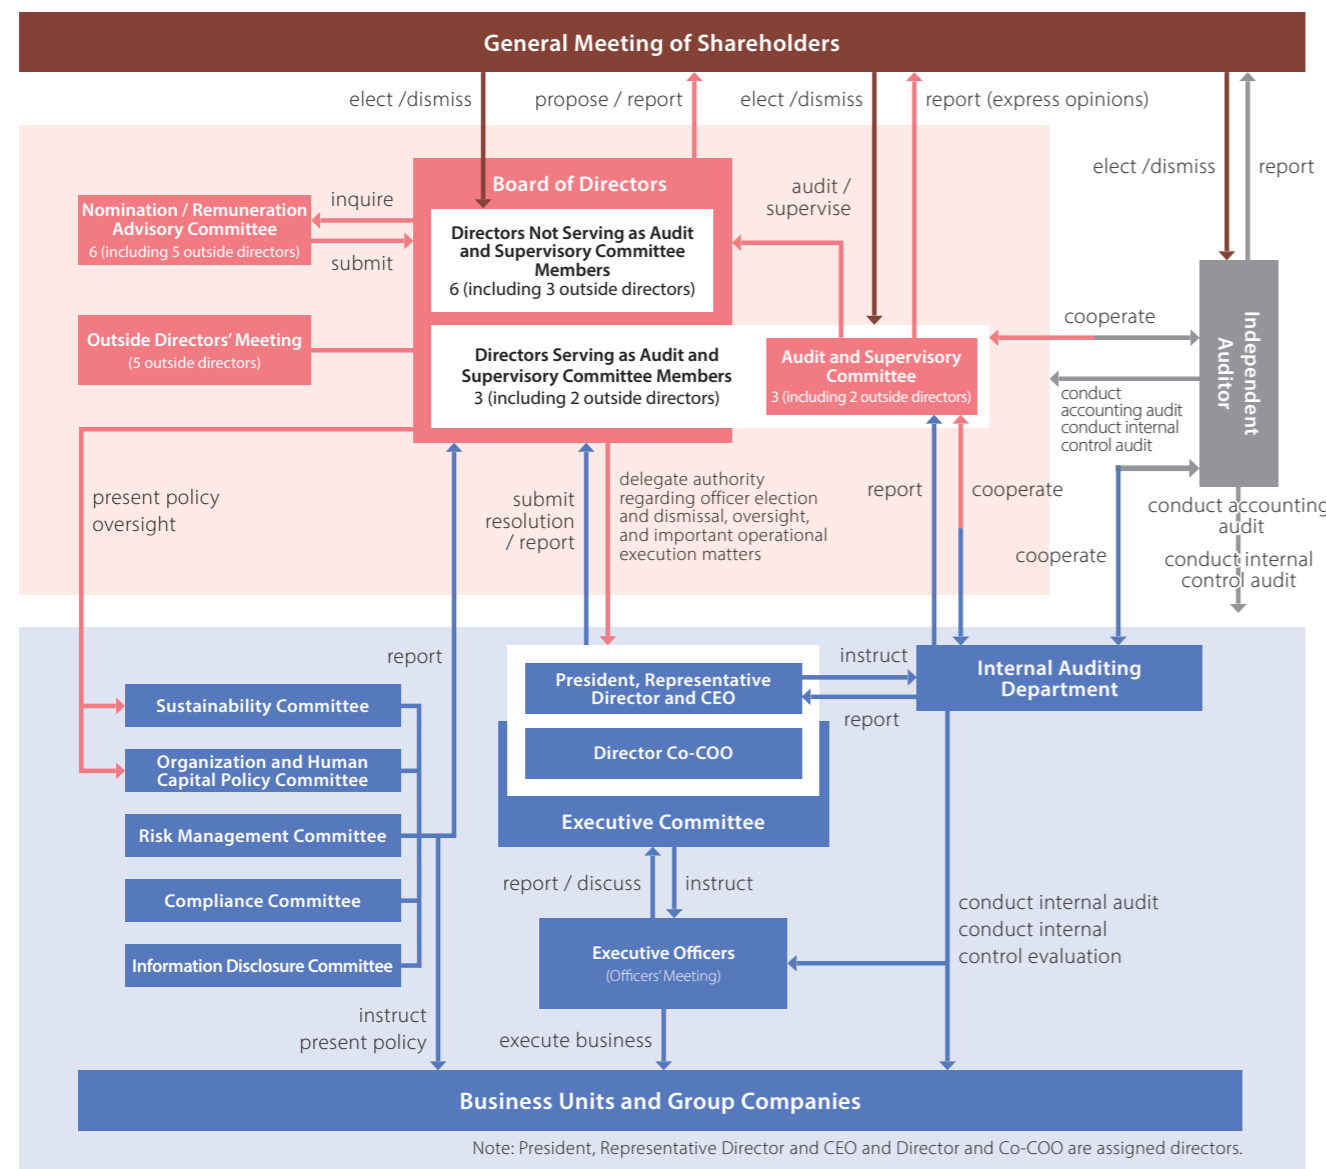 General Meeting of Shareholders
elect /dismiss
propose / report
elect /dismiss
report (express opinions)
elect /dismiss
report
Board of Directors
audit /
supervise
Nomination / Remuneration
Advisory Committee
6 (including 5 outside directors)
inquire
submit
Directors Not Serving as Audit
and Supervisory Committee
Members
6 (including 3 outside directors)
Outside Directors’ Meeting
(5 outside directors)
Directors Serving as Audit and
Supervisory Committee Members
3 (including 2 outside directors)
Audit and Supervisory
Committee
3 (including 2 outside directors)
cooperate
Independent
Auditor
conduct
accounting audit
conduct internal
control audit
present policy
oversight
submit
resolution
/ report
delegate authority
regarding officer election
and dismissal, oversight,
and important operational
execution matters
report
cooperate
cooperate
conduct accounting
audit
conduct internal
control audit
report
President, Representative
Director and CEO
instruct
report
Internal Auditing
Department
Sustainability Committee
Director Co-COO
Organization and Human
Capital Policy Committee
Executive Committee
Risk Management Committee
Compliance Committee
report / discuss
instruct
Information Disclosure Committee
Executive Officers
(Officers’ Meeting)
conduct internal audit
conduct internal
control evaluation
instruct
present policy
execute business
Business Units and Group Companies
Note: President, Representative Director and CEO and Director and Co-COO are assigned directors.